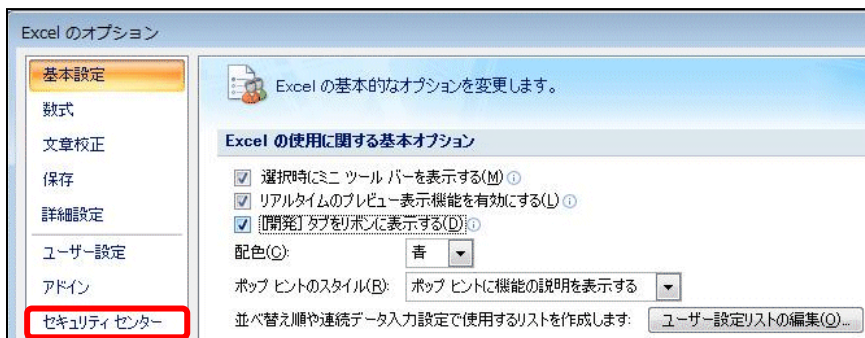 Excel のオプション
基本設定
数式
文章校正
保存
詳細設定
ユーザー設定
アドイン
セキュリティ センター
Excel の基本的なオプションを変更します。
Excel の使用に関する基本オプション
選択時にミニ ツール バーを表示する(M)
リアルタイムのプレビュー表示機能を有効にする(L)
[開発] タブをリボンに表示する(D)
配色(C): 青
ポップ ヒントのスタイル(R): ポップ ヒントに機能の説明を表示する
並べ替え順や連続データ入力設定で使用するリストを作成します: ユーザー設定リストの編集(O)...